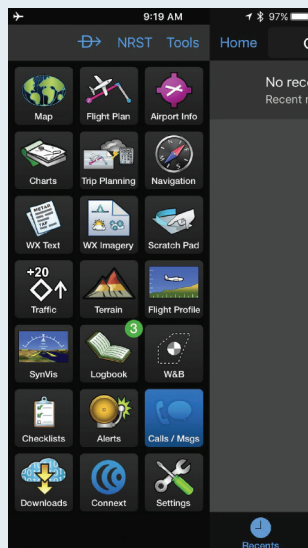 9:19 AM 97%
NRST Tools Home
No rec
Recent
Map Flight Plan Airport Info
Charts Trip Planning Navigation
METAR
TAF
WX Text WX Imagery Scratch Pad
+20
Traffic Terrain Flight Profile
3
SynVis Logbook W&B
Checklists Alerts Calls / Msgs
Downloads Connext Settings
Recents